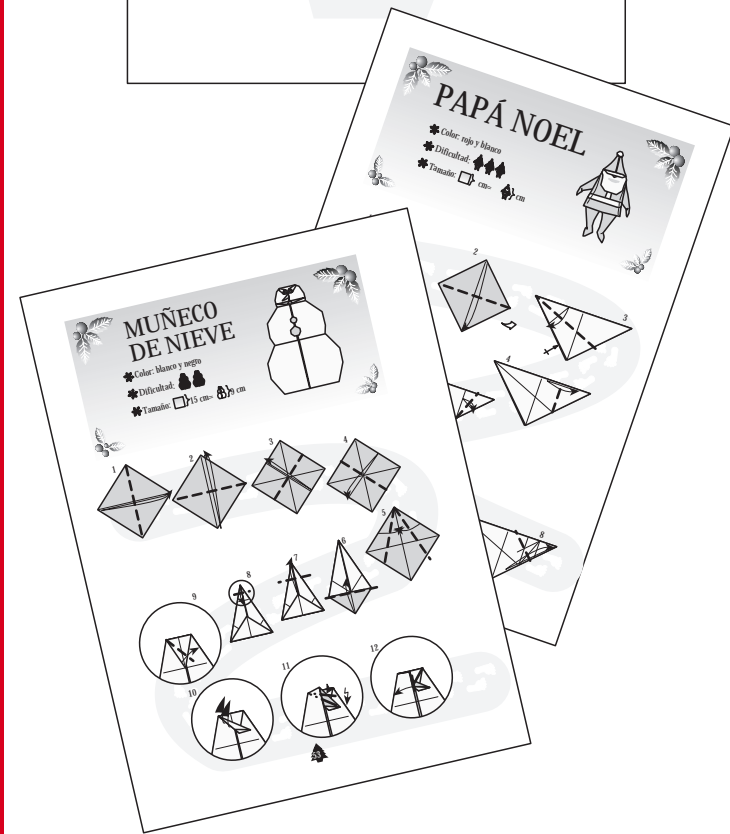 PAPÁ NOEL
Color: rojo y blanco
Dificultad:
Tamaño: cm= cm
2
3
4
8
MUÑECO
DE NIEVE
Color: blanco y negro
Dificultad:
Tamaño: 15 cm= 9 cm
1
2
3
4
5
6
7
8
9
10
11
12